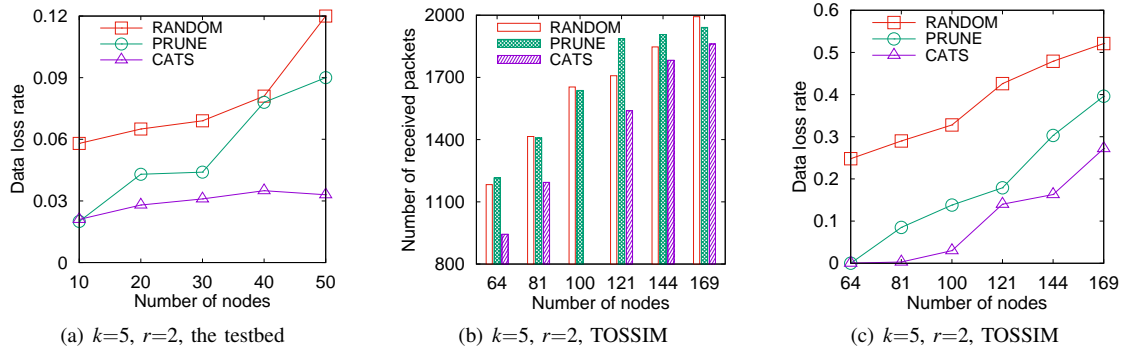 0.12
0.09
0.06
0.03
0
Data loss rate
RANDOM
PRUNE
CATS
10 20 30 40 50
Number of nodes
(a) k=5, r=2, the testbed
2000
1700
1400
1100
800
Number of received packets
RANDOM
PRUNE
CATS
64 81 100 121 144 169
Number of nodes
(b) k=5, r=2, TOSSIM
0.6
0.5
0.4
0.3
0.2
0.1
0
Data loss rate
RANDOM
PRUNE
CATS
64 81 100 121 144 169
Number of nodes
(c) k=5, r=2, TOSSIM